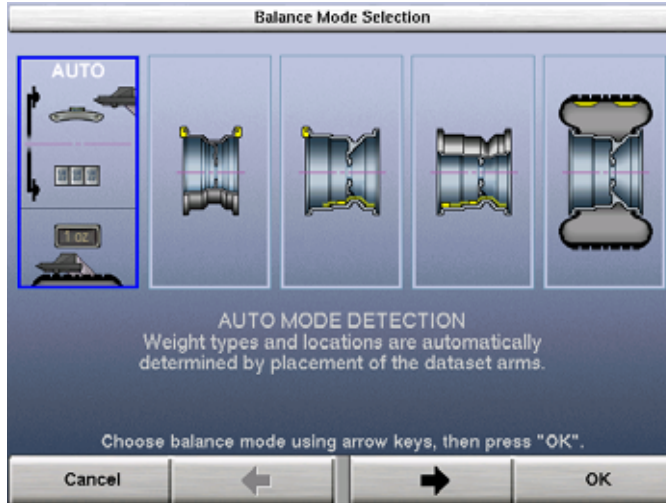 Balance Mode Selection
AUTO
1 oz
AUTO MODE DETECTION
Weight types and locations are automatically
determined by placement of the dataset arms.
Choose balance mode using arrow keys, then press "OK".
Cancel
OK